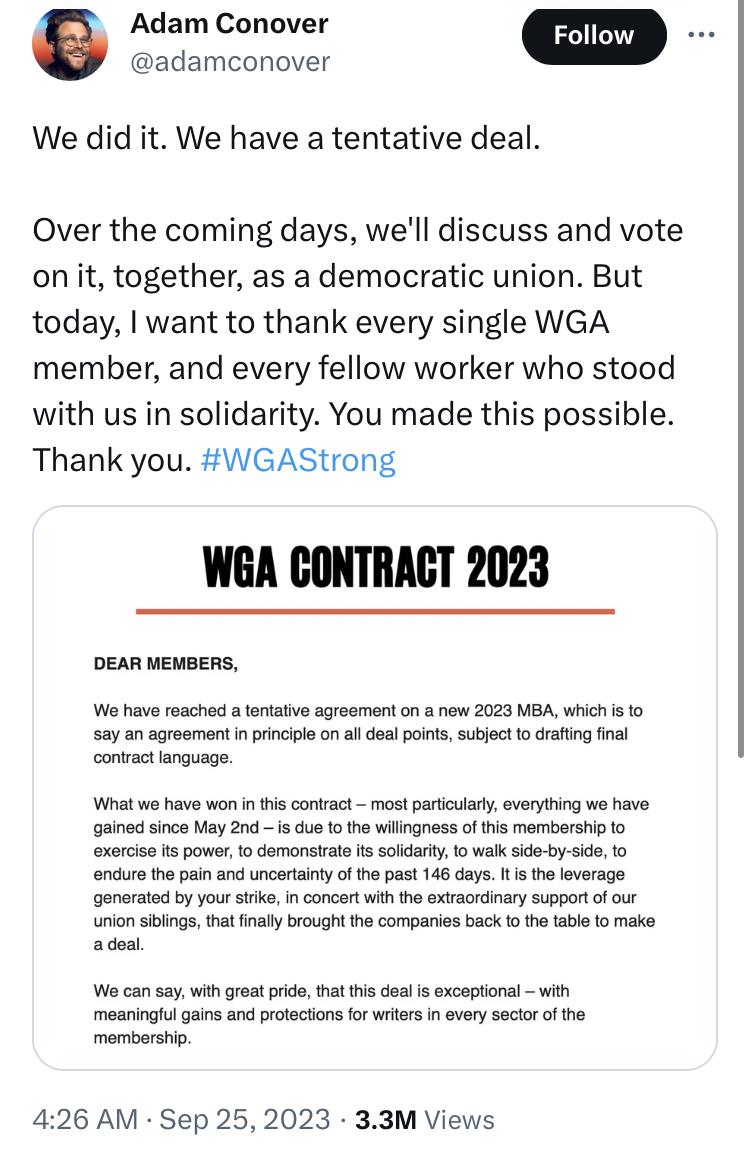 Adam Conover
@adamconover
Follow
We did it. We have a tentative deal.
Over the coming days, we'll discuss and vote
on it, together, as a democratic union. But
today, I want to thank every single WGA
member, and every fellow worker who stood
with us in solidarity. You made this possible.
Thank you. #WGAStrong
WGA CONTRACT 2023
DEAR MEMBERS,
We have reached a tentative agreement on a new 2023 MBA, which is to
say an agreement in principle on all deal points, subject to drafting final
contract language.
What we have won in this contract – most particularly, everything we have
gained since May 2nd – is due to the willingness of this membership to
exercise its power, to demonstrate its solidarity, to walk side-by-side, to
endure the pain and uncertainty of the past 146 days. It is the leverage
generated by your strike, in concert with the extraordinary support of our
union siblings, that finally brought the companies back to the table to make
a deal.
We can say, with great pride, that this deal is exceptional – with
meaningful gains and protections for writers in every sector of the
membership.
4:26 AM · Sep 25, 2023 · 3.3M Views